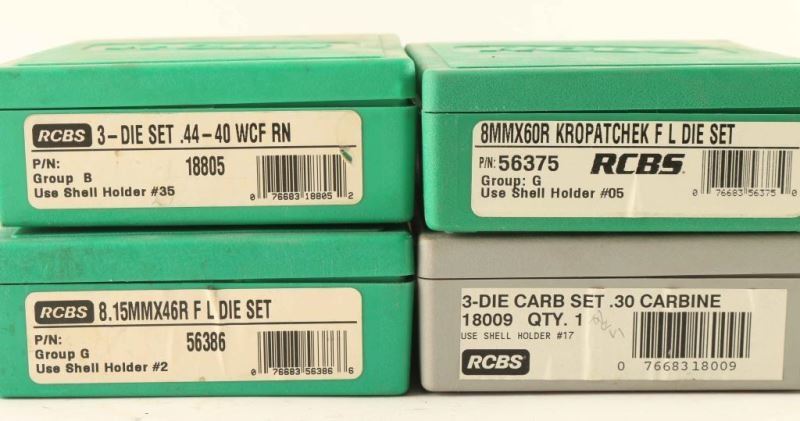 RCBS 3-DIE SET .44-40 WCF RN
P/N: 18805
Group B
Use Shell Holder #35
0 76683 18805 2
8MMX60R KROPATCHEK F L DIE SET
P/N: 56375 RCBS
Group: G
Use Shell Holder #05
0 76683 56375 0
RCBS 8.15MMX46R F L DIE SET
P/N: 56386
Group G
Use Shell Holder #2
0 76683 56386 6
3-DIE CARB SET .30 CARBINE
18009 QTY. 1
USE SHELL HOLDER #17
RCBS
0 76683 18009